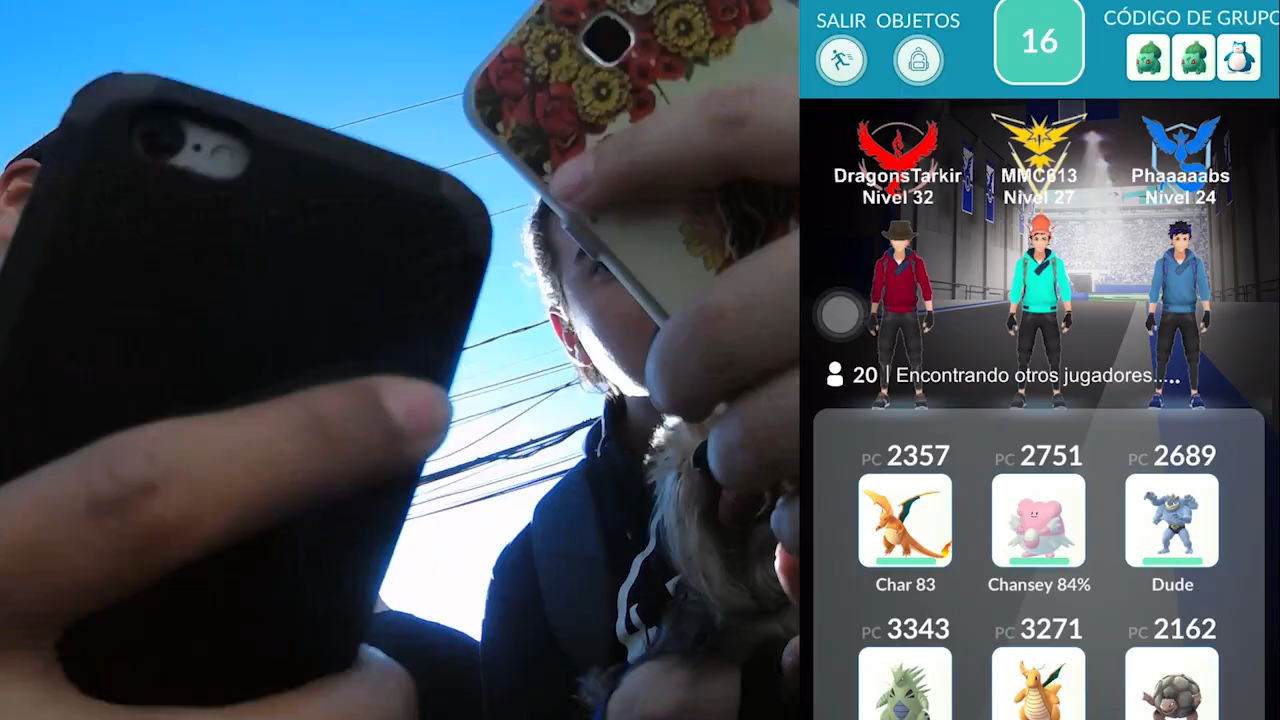 SALIR OBJETOS
16
CÓDIGO DE GRUPO
DragonsTarkir
Nivel 32
MMC613
Nivel 27
Phaaaaabs
Nivel 24
20 | Encontrando otros jugadores.....
PC 2357
PC 2751
PC 2689
Char 83
Chansey 84%
Dude
PC 3343
PC 3271
PC 2162